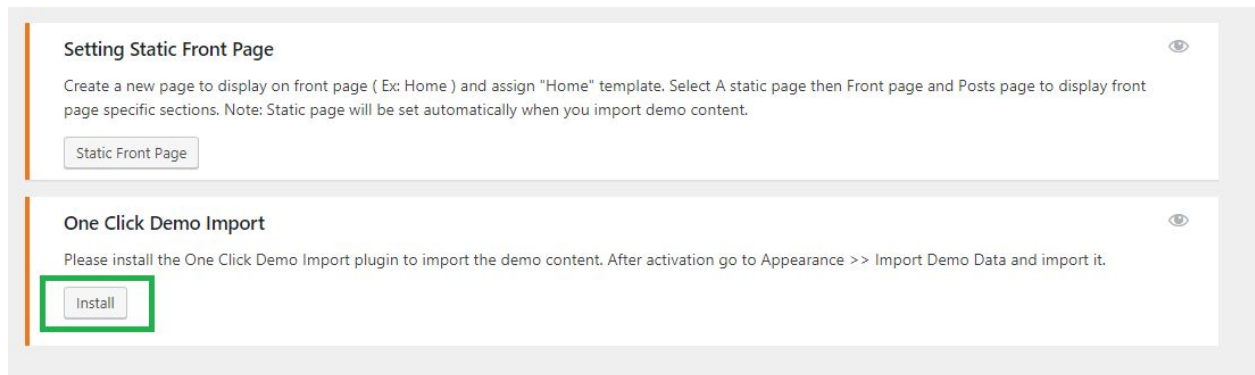 Setting Static Front Page
Create a new page to display on front page ( Ex: Home ) and assign "Home" template. Select A static page then Front page and Posts page to display front
page specific sections. Note: Static page will be set automatically when you import demo content.
Static Front Page
One Click Demo Import
Please install the One Click Demo Import plugin to import the demo content. After activation go to Appearance >> Import Demo Data and import it.
Install